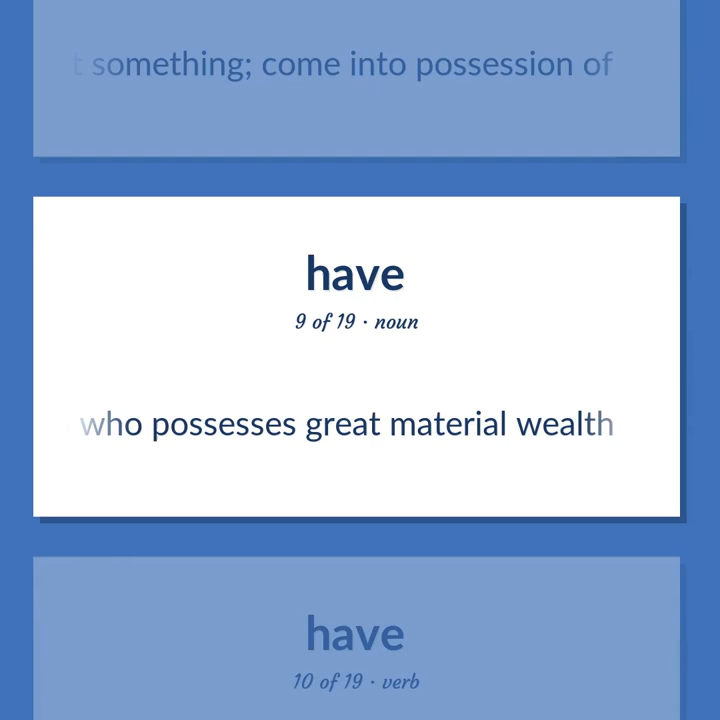 t something; come into possession of
have
9 of 19 · noun
who possesses great material wealth
have
10 of 19 · verb